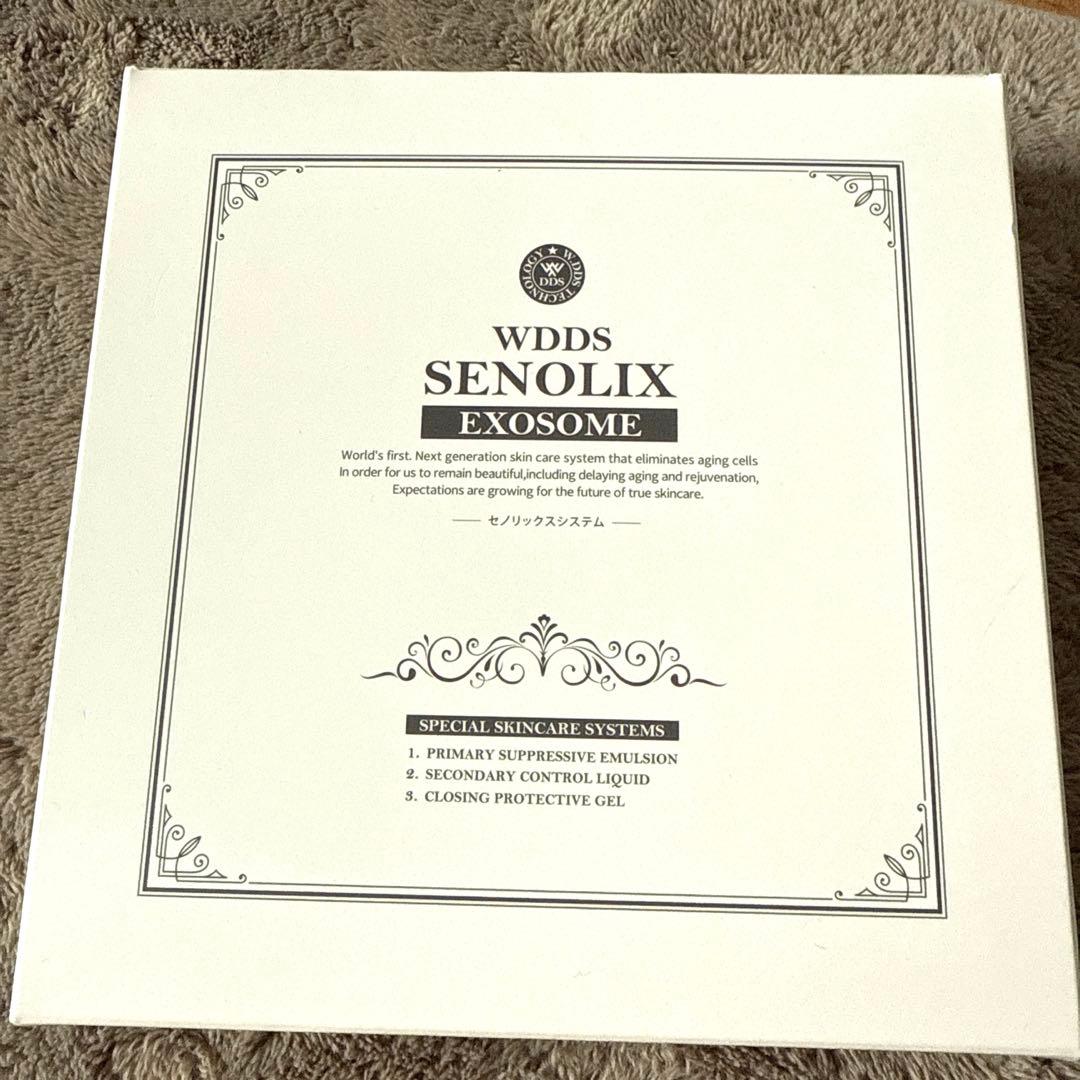 W.DDS TECHNOLOGY
W
DDS
WDDS
SENOLIX
EXOSOME
World's first. Next generation skin care system that eliminates aging cells
In order for us to remain beautiful,including delaying aging and rejuvenation,
Expectations are growing for the future of true skincare.
セノリックスシステム
SPECIAL SKINCARE SYSTEMS
1. PRIMARY SUPPRESSIVE EMULSION
2. SECONDARY CONTROL LIQUID
3. CLOSING PROTECTIVE GEL